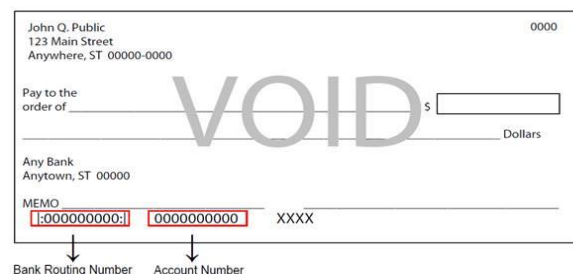 John Q. Public 0000
123 Main Street
Anywhere, ST 00000-0000
VOID
Pay to the
order of $
Dollars
Any Bank
Anytown, ST 00000
MEMO
|:000000000:| 0000000000 XXXX
Bank Routing Number Account Number